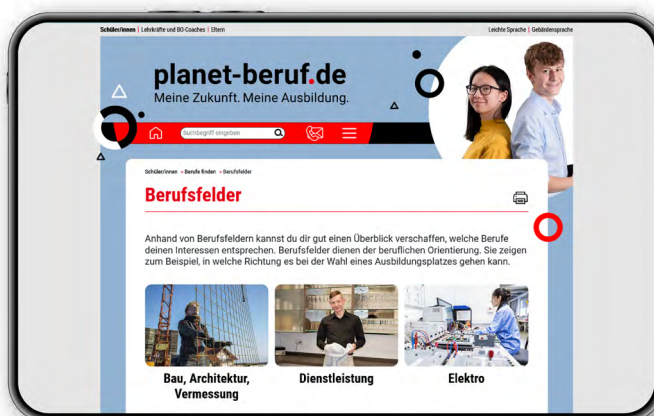 Schüler/innen | Lehrkräfte und BO-Coaches | Eltern
Leichte Sprache | Gebärdensprache
planet-beruf.de
Meine Zukunft. Meine Ausbildung.
Suchbegriff eingeben
Schüler/innen » Berufe finden » Berufsfelder
Berufsfelder
Anhand von Berufsfeldern kannst du dir gut einen Überblick verschaffen, welche Berufe
deinen Interessen entsprechen. Berufsfelder dienen der beruflichen Orientierung. Sie zeigen
zum Beispiel, in welche Richtung es bei der Wahl eines Ausbildungsplatzes gehen kann.
Bau, Architektur,
Vermessung
Dienstleistung
Elektro